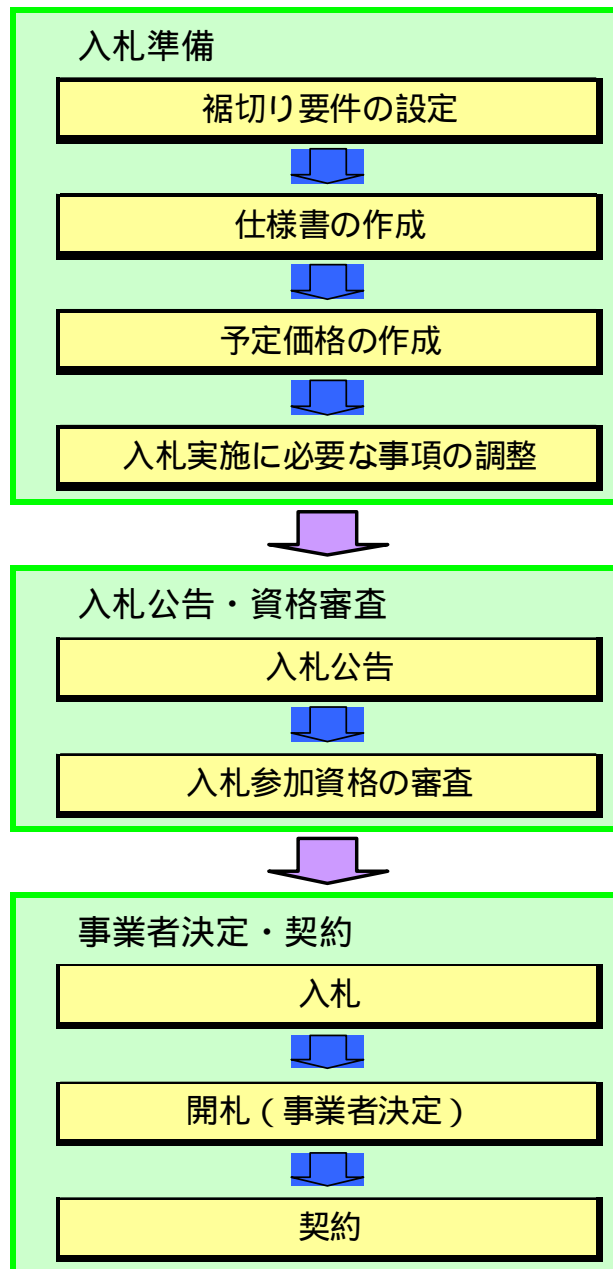 入札準備
裾切り要件の設定
仕様書の作成
予定価格の作成
入札実施に必要な事項の調整
入札公告・資格審査
入札公告
入札参加資格の審査
事業者決定・契約
入札
開札（事業者決定）
契約